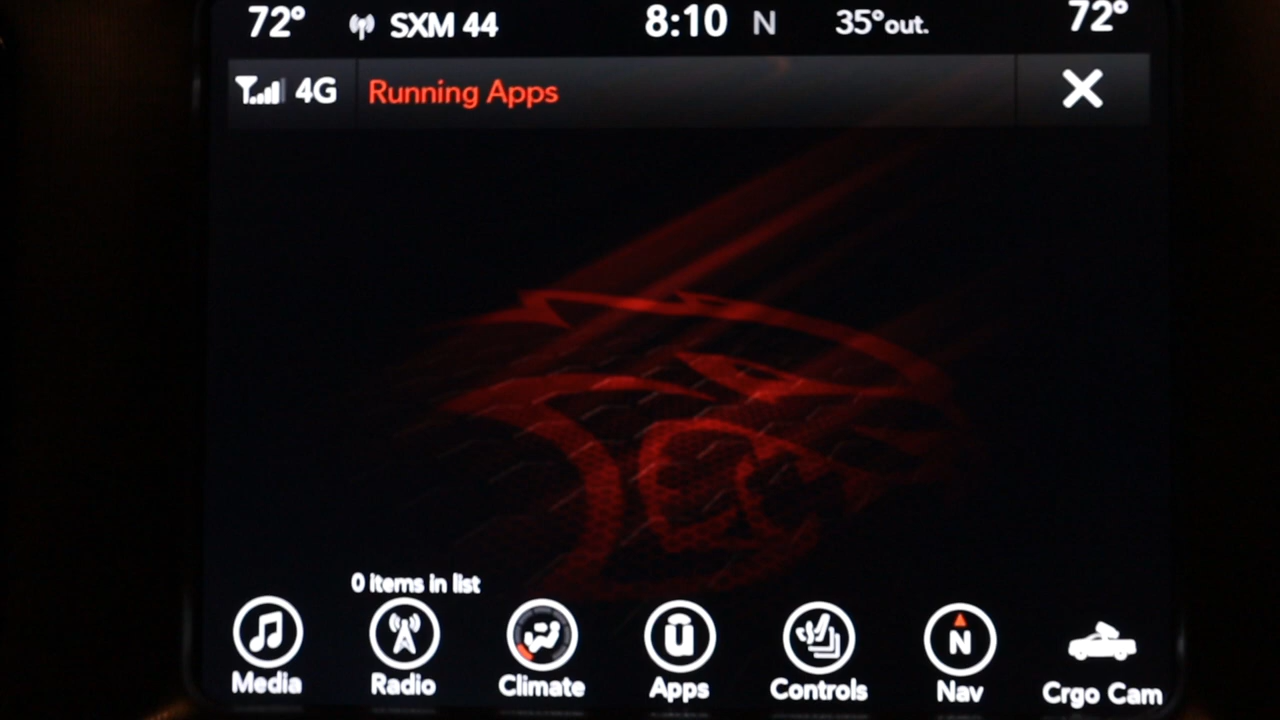 72° SXM 44 8:10 N 35°out. 72°
4G Running Apps
0 items in list
N
Media Radio Climate Apps Controls Nav Crgo Cam